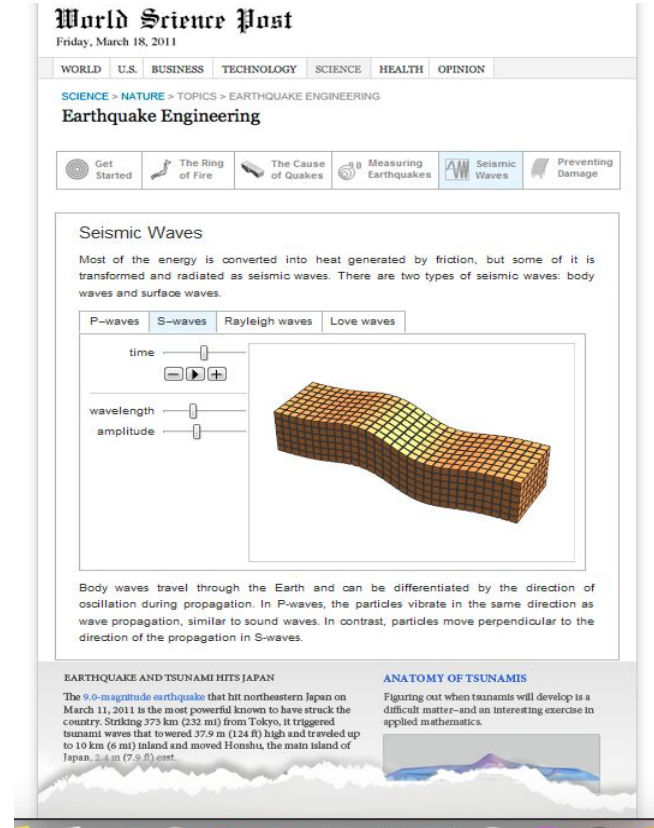 World Science Post
Friday, March 18, 2011
WORLD U.S. BUSINESS TECHNOLOGY SCIENCE HEALTH OPINION
SCIENCE > NATURE > TOPICS > EARTHQUAKE ENGINEERING
Earthquake Engineering
Get Started
The Ring of Fire
The Cause of Quakes
9.0
Measuring Earthquakes
Seismic Waves
Preventing Damage
Seismic Waves
Most of the energy is converted into heat generated by friction, but some of it is
transformed and radiated as seismic waves. There are two types of seismic waves: body
waves and surface waves.
P-waves S-waves Rayleigh waves Love waves
time
wavelength
amplitude
Body waves travel through the Earth and can be differentiated by the direction of
oscillation during propagation. In P-waves, the particles vibrate in the same direction as
wave propagation, similar to sound waves. In contrast, particles move perpendicular to the
direction of the propagation in S-waves.
EARTHQUAKE AND TSUNAMI HITS JAPAN
The 9.0-magnitude earthquake that hit northeastern Japan on
March 11, 2011 is the most powerful known to have struck the
country. Striking 373 km (232 mi) from Tokyo, it triggered
tsunami waves that towered 37.9 m (124 ft) high and traveled up
to 10 km (6 mi) inland and moved Honshu, the main island of
Japan, 2.4 m (7.9 ft) east.
ANATOMY OF TSUNAMIS
Figuring out when tsunamis will develop is a
difficult matter–and an interesting exercise in
applied mathematics.